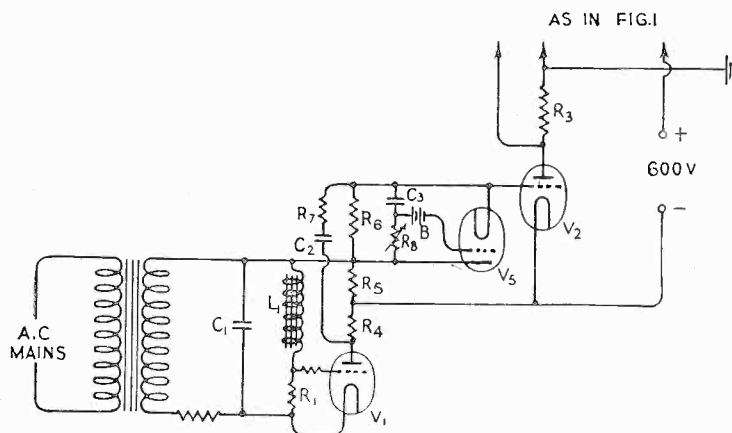 AS IN FIG.1
R3
+
600V
-
V2
C3
R7
R6
B
C2
R8
V5
R5
L1
C1
R4
A.C
MAINS
R1
V1